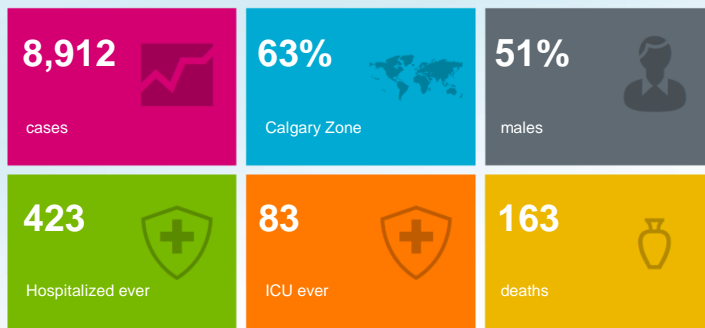 8,912
cases
63%
Calgary Zone
51%
males
423
Hospitalized ever
83
ICU ever
163
deaths